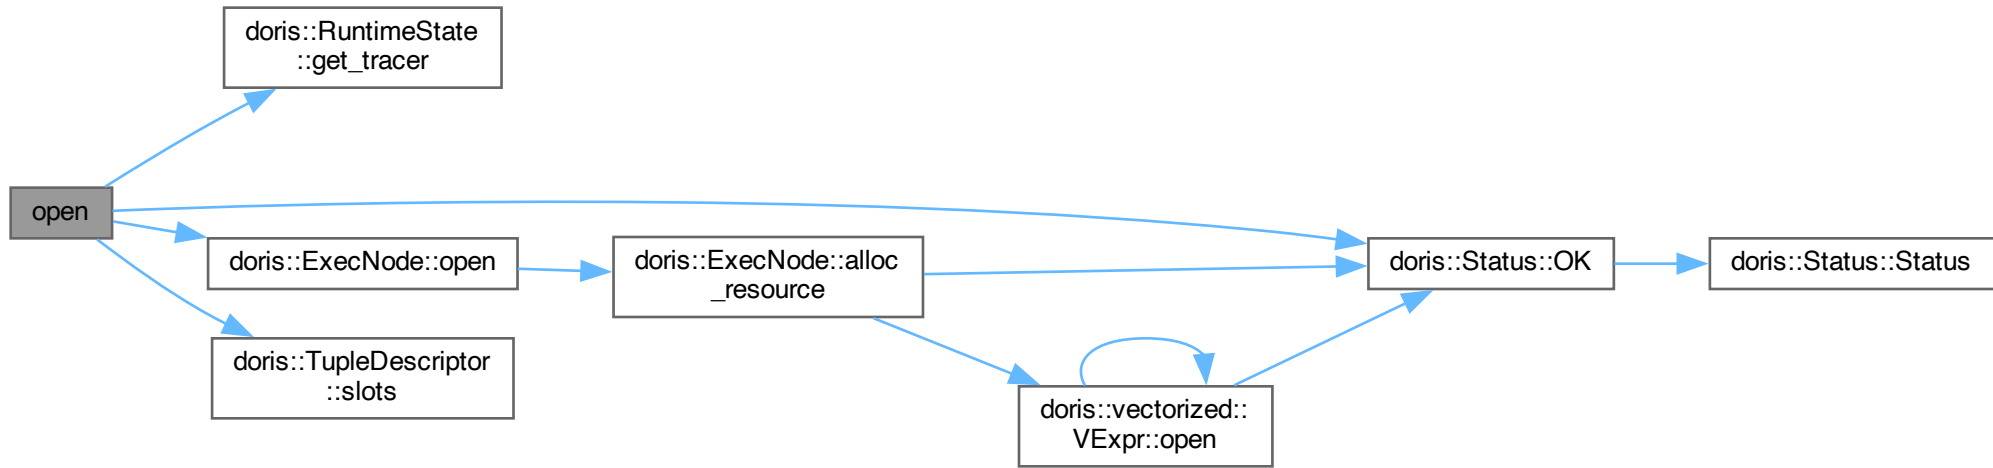 doris::RuntimeState
::get_tracer
open
doris::ExecNode::open
doris::TupleDescriptor
::slots
doris::ExecNode::alloc
_resource
doris::vectorized::
VExpr::open
doris::Status::OK
doris::Status::Status